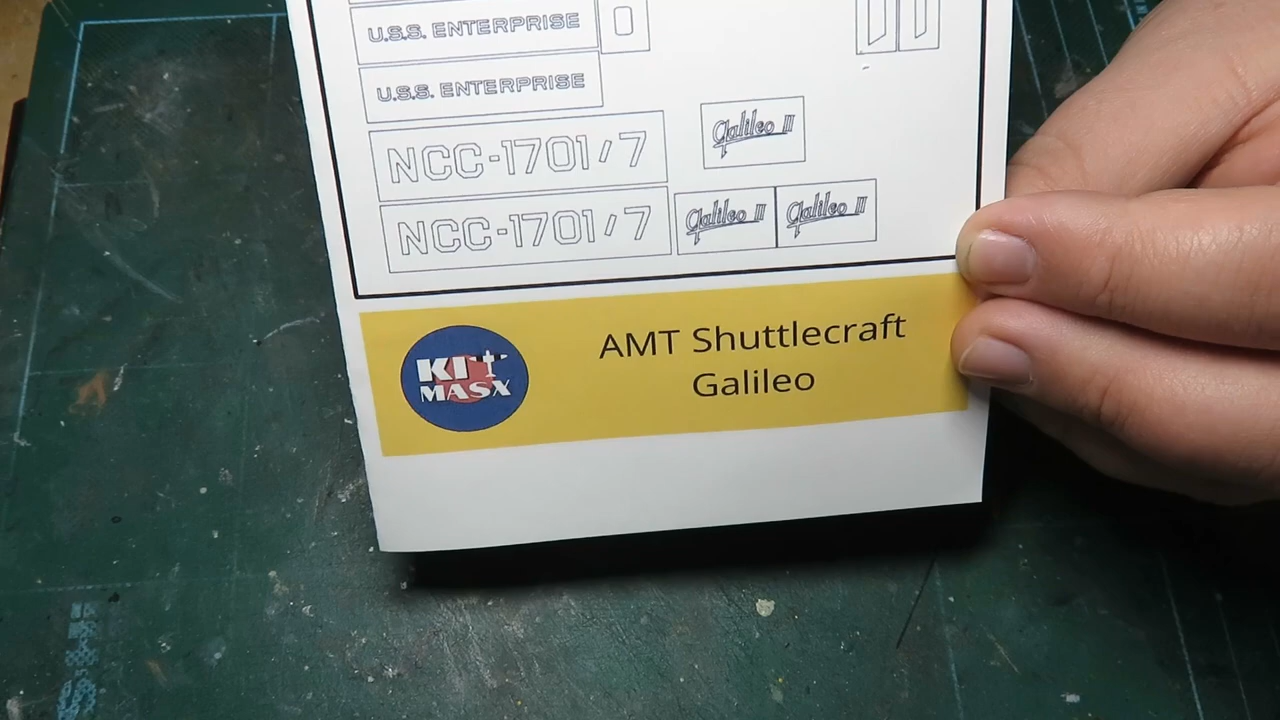 U.S.S. ENTERPRISE
U.S.S. ENTERPRISE
NCC-1701/7
Galileo II
NCC-1701/7
Galileo II
Galileo II
KIT
MASX
AMT Shuttlecraft
Galileo